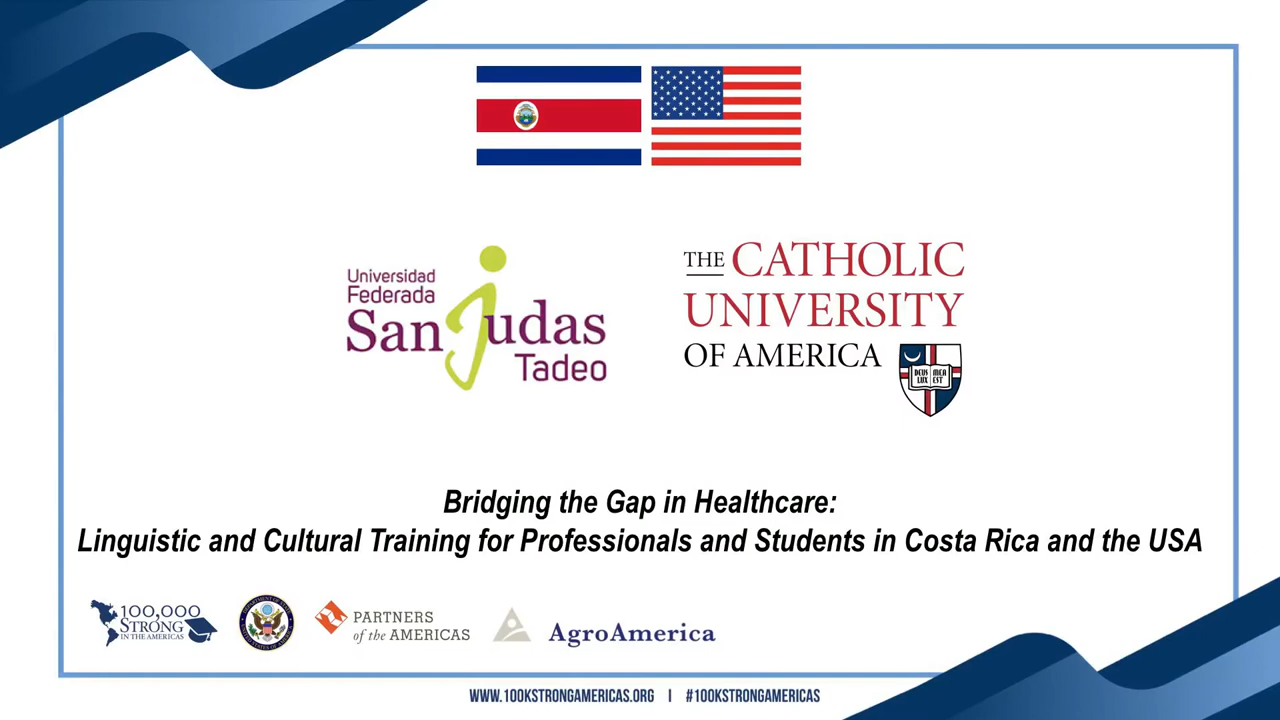 Universidad
Federada
San Judas
Tadeo
THE CATHOLIC
UNIVERSITY
OF AMERICA
DEUS MEA
LUX EST
Bridging the Gap in Healthcare:
Linguistic and Cultural Training for Professionals and Students in Costa Rica and the USA
100,000
STRONG
IN THE AMERICAS
PARTNERS
of the AMERICAS
AgroAmerica
WWW.100KSTRONGAMERICAS.ORG | #100KSTRONGAMERICAS